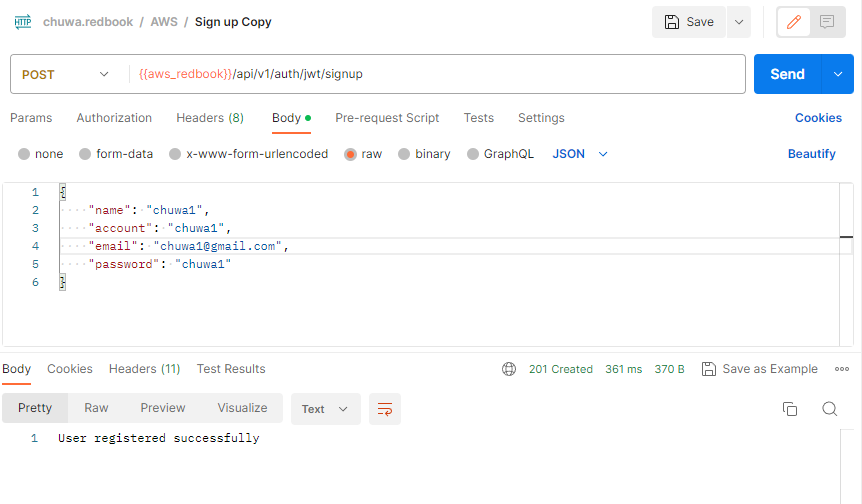 HTTP chuwa.redbook / AWS / Sign up Copy Save
POST {{aws_redbook}}/api/v1/auth/jwt/signup Send
Params Authorization Headers (8) Body Pre-request Script Tests Settings Cookies
none form-data x-www-form-urlencoded raw binary GraphQL JSON Beautify
1 {
2 ····"name":·"chuwa1",
3 ····"account":·"chuwa1",
4 ····"email":·"chuwa1@gmail.com",
5 ····"password":·"chuwa1"
6 }
Body Cookies Headers (11) Test Results 201 Created 361 ms 370 B Save as Example
Pretty Raw Preview Visualize Text
1 User registered successfully